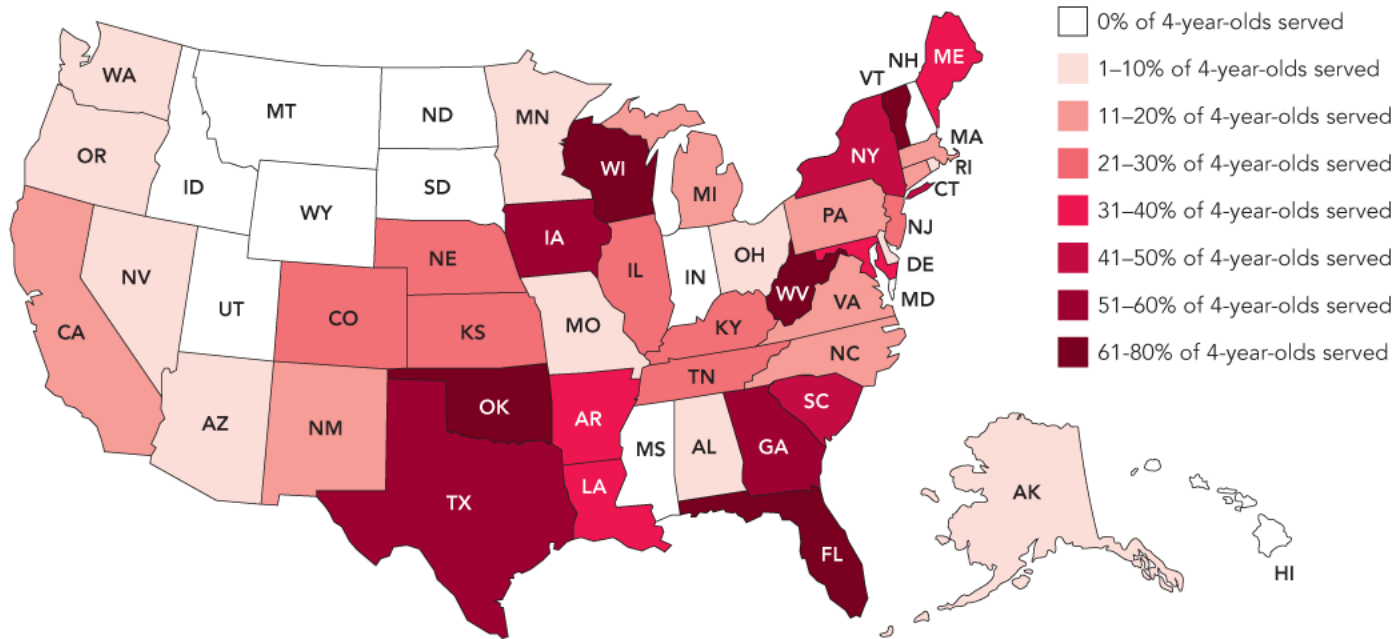 0% of 4-year-olds served
1–10% of 4-year-olds served
11–20% of 4-year-olds served
21–30% of 4-year-olds served
31–40% of 4-year-olds served
41–50% of 4-year-olds served
51–60% of 4-year-olds served
61-80% of 4-year-olds served
WA
MT
ND
MN
VT
NH
ME
OR
ID
SD
WI
MI
NY
MA
RI
CT
WY
NE
IA
IL
IN
OH
PA
NJ
DE
MD
NV
UT
CO
KS
MO
KY
WV
VA
CA
AZ
NM
OK
AR
TN
NC
SC
TX
LA
MS
AL
GA
FL
AK
HI